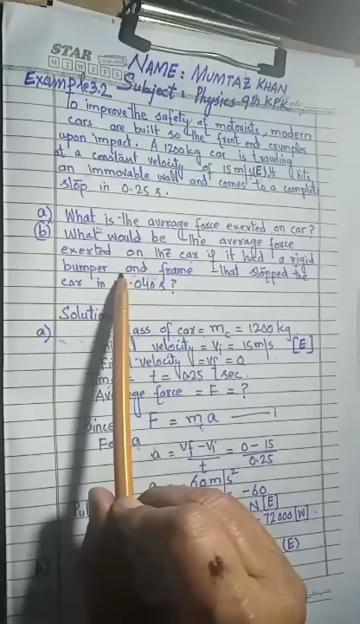 STAR
M T W T F S
NAME: MUMTAZ KHAN
Example 3.2 Subject: Physics 9th KPK
To improve the safety of motorists, modern
cars are built so the front end crumples
upon impact. A 1200kg car is traveling
at a constant velocity of 15 m/s (E). It hits
an immovable wall and comes to a complete
stop in 0.25 s.
a) What is the average force exerted on car?
(b) What would be the average force
exerted on the car if it had a rigid
bumper and frame that stopped the
car in .040 s?
Solution
a) ass of car = mc = 1200 kg
velocity = Vi = 15m/s [E]
velocity = Vf = 0
t = 0.25 sec.
Average force = F = ?
Since F = ma i
For a
a = Vf - Vi / t = 0 - 15 / 0.25
a = 60 m/s²
= -60
N [E]
- 72000 [W].
(E)
b)